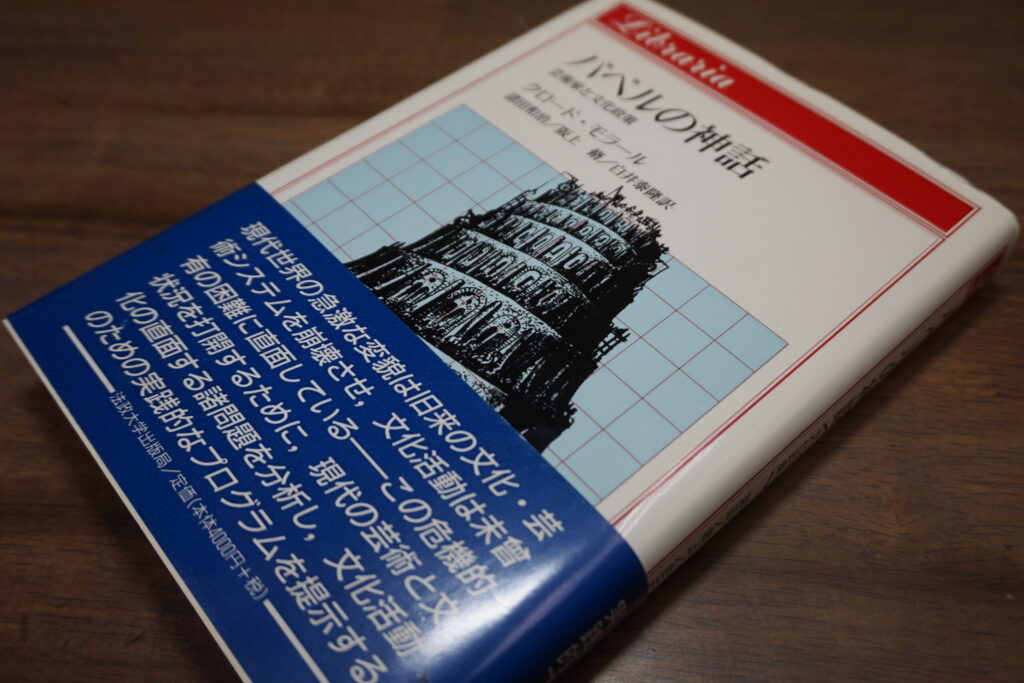 Libraria
バベルの神話
芸術家と文化政策
クロード・モラール
諸田和治/阪上 脩/白井泰隆訳
現代世界の急激な変貌は旧来の文化・芸
術システムを崩壊させ,文化活動は未曾
有の困難に直面している──この危機的
状況を打開するために,現代の芸術と文
化の直面する諸問題を分析し,文化活動
のための実践的なプログラムを提示する
法政大学出版局/定価(本体4000円+税)